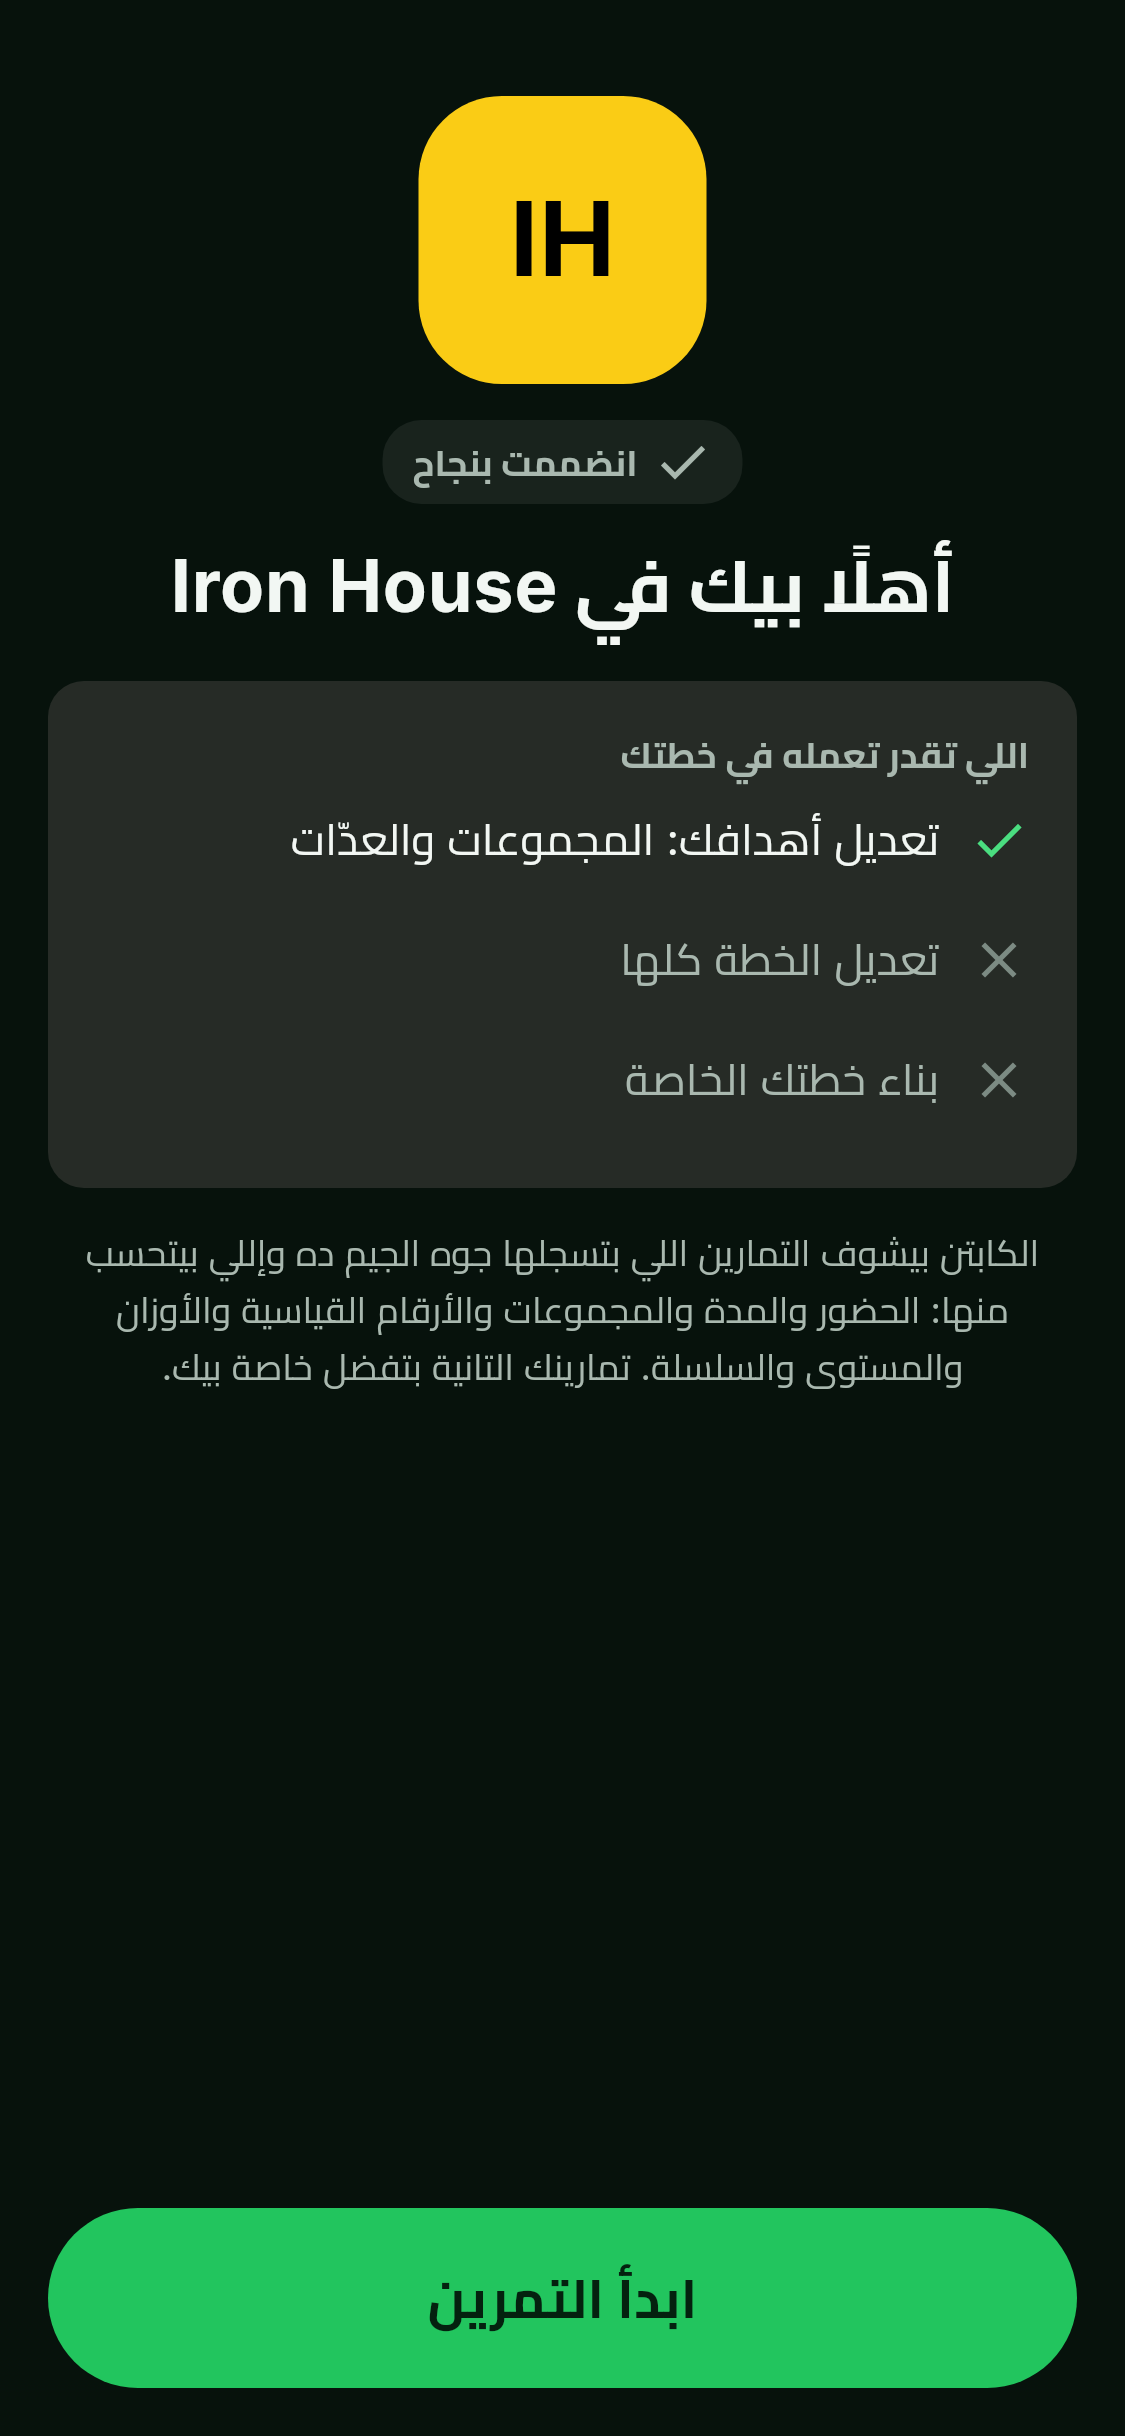 IH
انضممت بنجاح
أهلًا بيك في Iron House
اللي تقدر تعمله في خطتك
تعديل أهدافك: المجموعات والعدّات
تعديل الخطة كلها
بناء خطتك الخاصة
الكابتن بيشوف التمارين اللي بتسجلها جوه الجيم ده وإللي بيتحسب
منها: الحضور والمدة والمجموعات والأرقام القياسية والأوزان
والمستوى والسلسلة. تمارينك التانية بتفضل خاصة بيك.
ابدأ التمرين